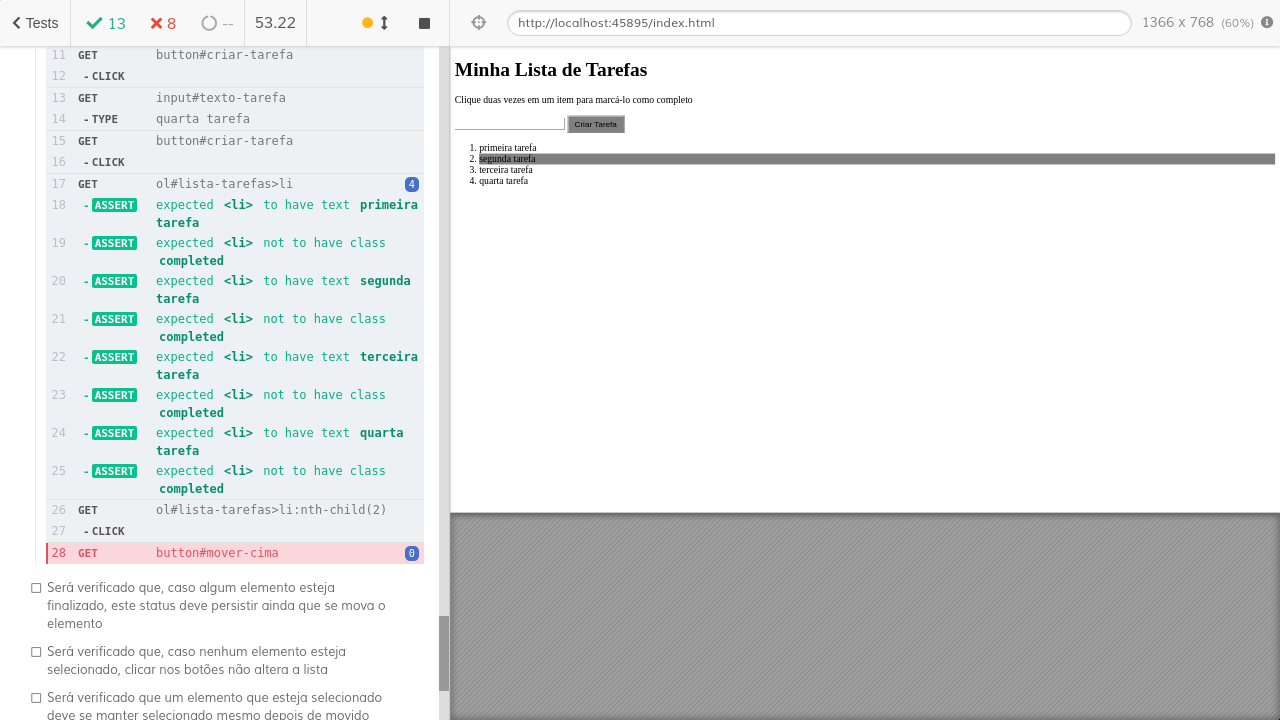 Tests
13
8
--
53.22
http://localhost:45895/index.html
1366 x 768 (60%)
11 GET button#criar-tarefa
12 -CLICK
13 GET input#texto-tarefa
14 -TYPE quarta tarefa
15 GET button#criar-tarefa
16 -CLICK
17 GET ol#lista-tarefas>li 4
18 -ASSERT expected <li> to have text primeira
tarefa
19 -ASSERT expected <li> not to have class
completed
20 -ASSERT expected <li> to have text segunda
tarefa
21 -ASSERT expected <li> not to have class
completed
22 -ASSERT expected <li> to have text terceira
tarefa
23 -ASSERT expected <li> not to have class
completed
24 -ASSERT expected <li> to have text quarta
tarefa
25 -ASSERT expected <li> not to have class
completed
26 GET ol#lista-tarefas>li:nth-child(2)
27 -CLICK
28 GET button#mover-cima 0
Será verificado que, caso algum elemento esteja
finalizado, este status deve persistir ainda que se mova o
elemento
Será verificado que, caso nenhum elemento esteja
selecionado, clicar nos botões não altera a lista
Será verificado que um elemento que esteja selecionado
deve se manter selecionado mesmo depois de movido
Minha Lista de Tarefas
Clique duas vezes em um item para marcá-lo como completo
Criar Tarefa
1. primeira tarefa
2. segunda tarefa
3. terceira tarefa
4. quarta tarefa